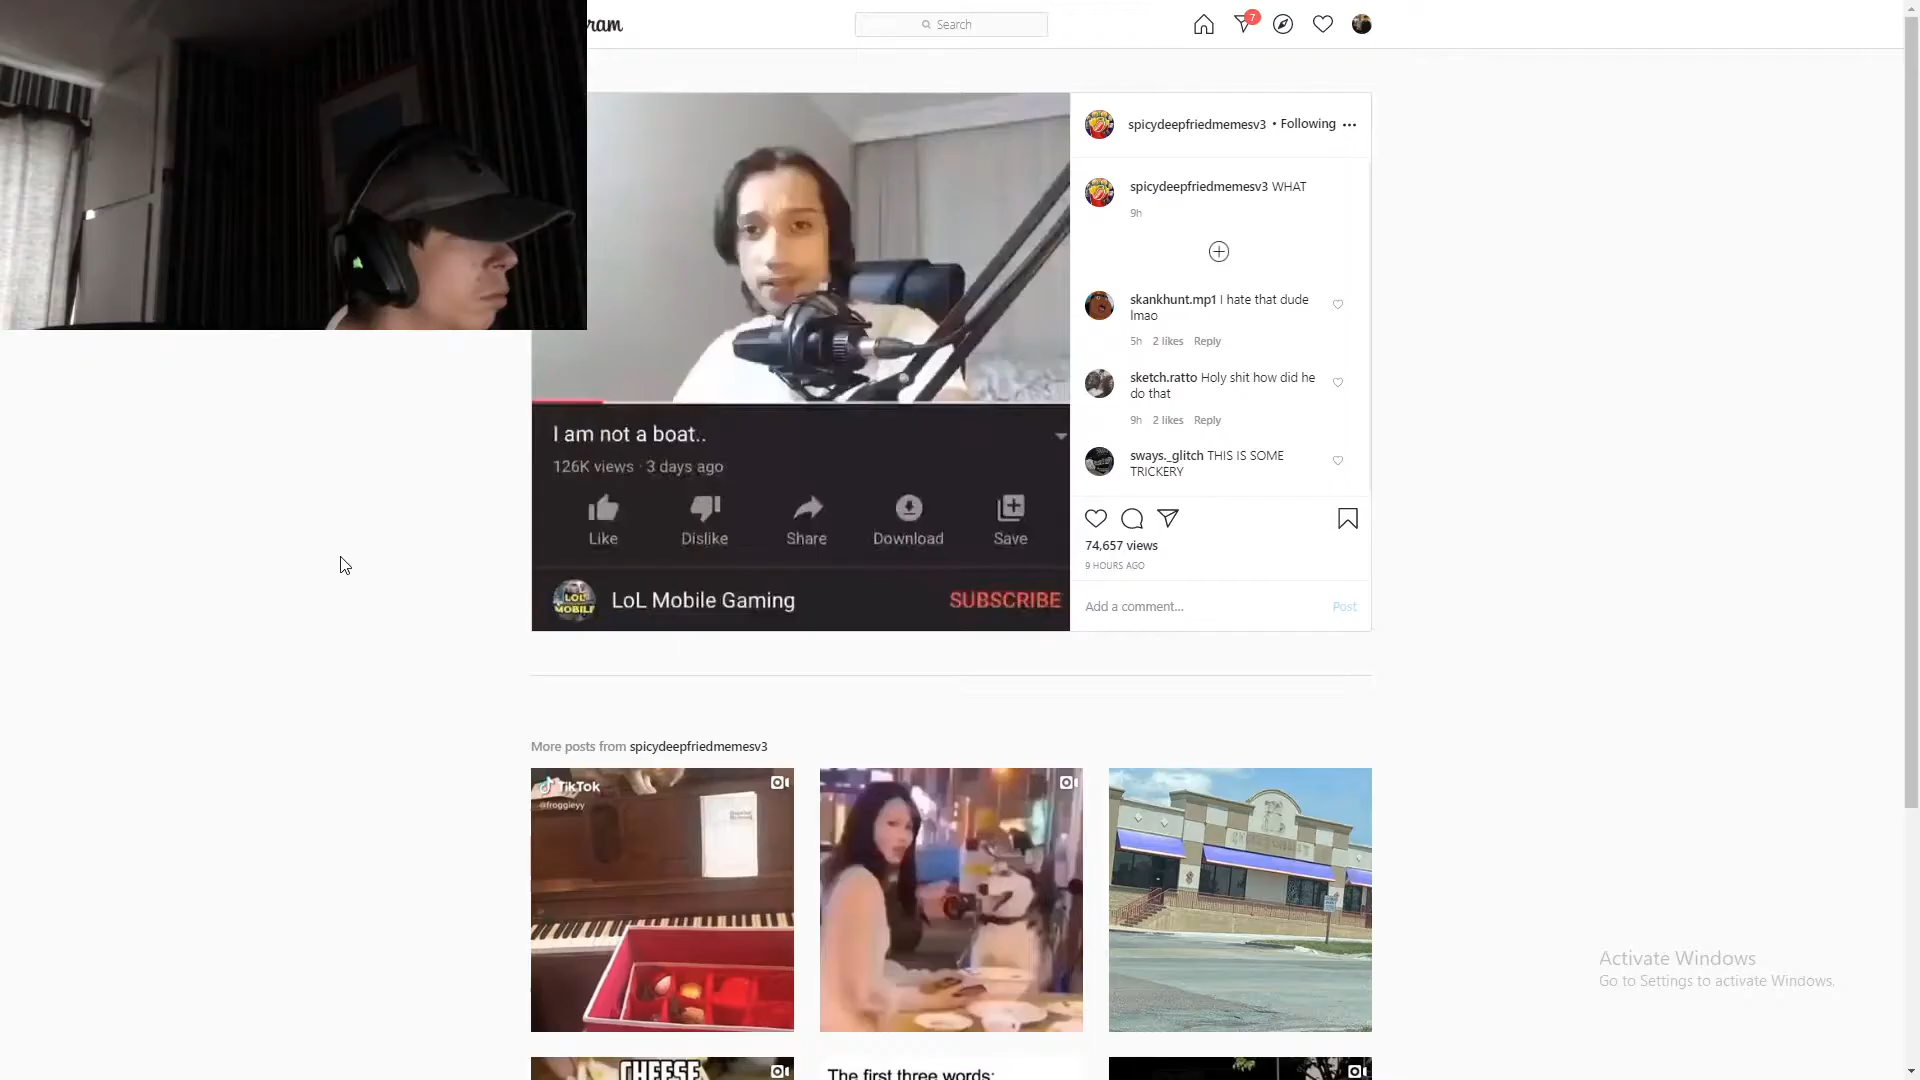 ram
Search
7
spicydeepfriedmemesv3 • Following
spicydeepfriedmemesv3 WHAT
9h
skankhunt.mp1 I hate that dude
lmao
5h 2 likes Reply
sketch.ratto Holy shit how did he
do that
9h 2 likes Reply
sways._glitch THIS IS SOME
TRICKERY
74,657 views
9 HOURS AGO
Add a comment...
Post
I am not a boat..
126K views · 3 days ago
Like
Dislike
Share
Download
Save
LOL
MOBILE
LoL Mobile Gaming
SUBSCRIBE
More posts from spicydeepfriedmemesv3
TikTok
@froggieyy
CHEESE
The first three words:
Activate Windows
Go to Settings to activate Windows.